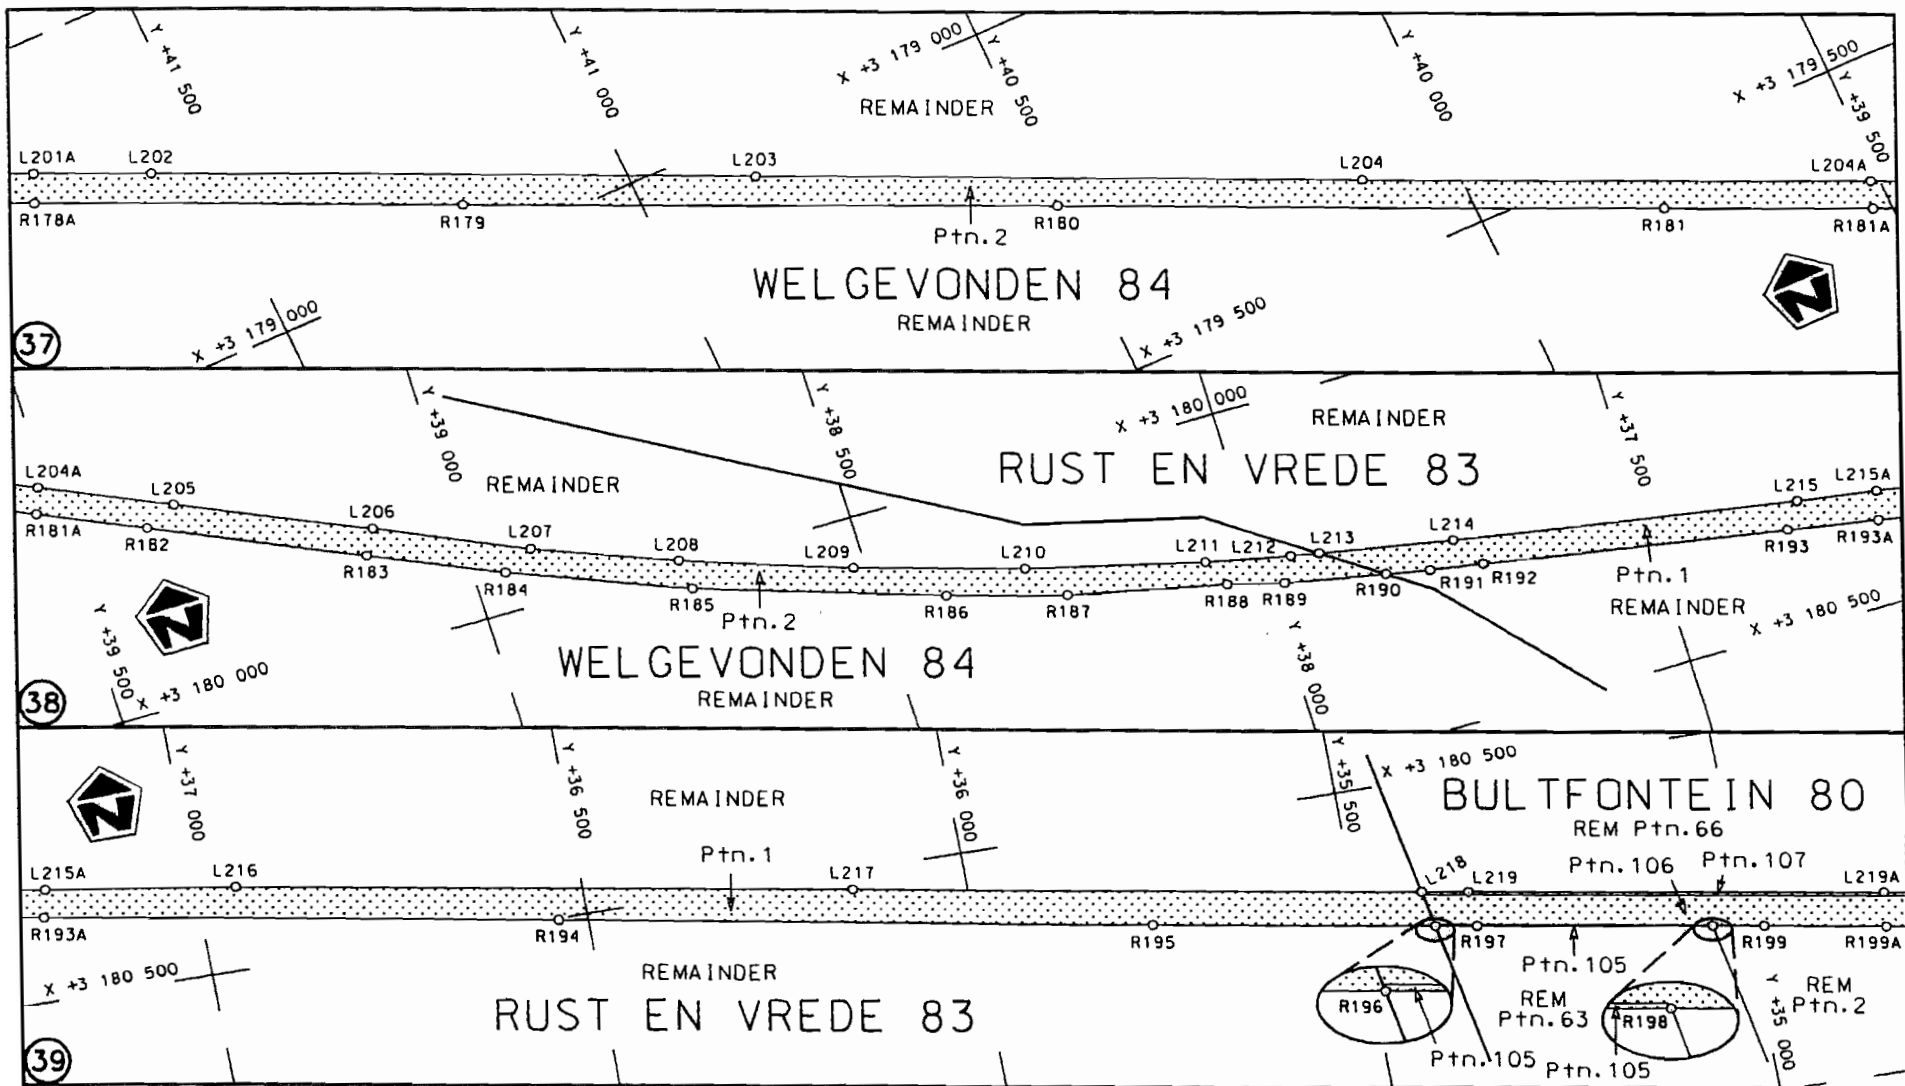 Y +41 500
Y +41 000
X +3 179 000
Y +40 500
Y +40 000
X +3 179 500
Y +39 500
REMAINDER
L201A
L202
L203
L204
L204A
R178A
R179
R180
R181
R181A
Ptn.2
WELGEVONDEN 84
REMAINDER
X +3 179 000
X +3 179 500
N
37
Y +39 000
Y +38 500
X +3 180 000
REMAINDER
Y +37 500
RUST EN VREDE 83
REMAINDER
L204A
L205
L206
L207
L208
L209
L210
L211
L212
L213
L214
L215
L215A
R181A
R182
R183
R184
R185
R186
R187
R188
R189
R190
R191
R192
R193
R193A
Ptn.2
Ptn.1
REMAINDER
X +3 180 500
N
Y +39 500
X +3 180 000
WELGEVONDEN 84
REMAINDER
Y +38 000
38
Y +37 000
Y +36 500
Y +36 000
Y +35 500
X +3 180 500
N
REMAINDER
BULTFONTEIN 80
REM Ptn.66
Ptn.1
Ptn.106
Ptn.107
L215A
L216
L217
L218
L219
L219A
R193A
R194
R195
R197
R199
R199A
X +3 180 500
REMAINDER
RUST EN VREDE 83
Ptn.105
R196
REM
Ptn.63
R198
Y +35 000
REM
Ptn.2
Ptn.105
Ptn.105
39